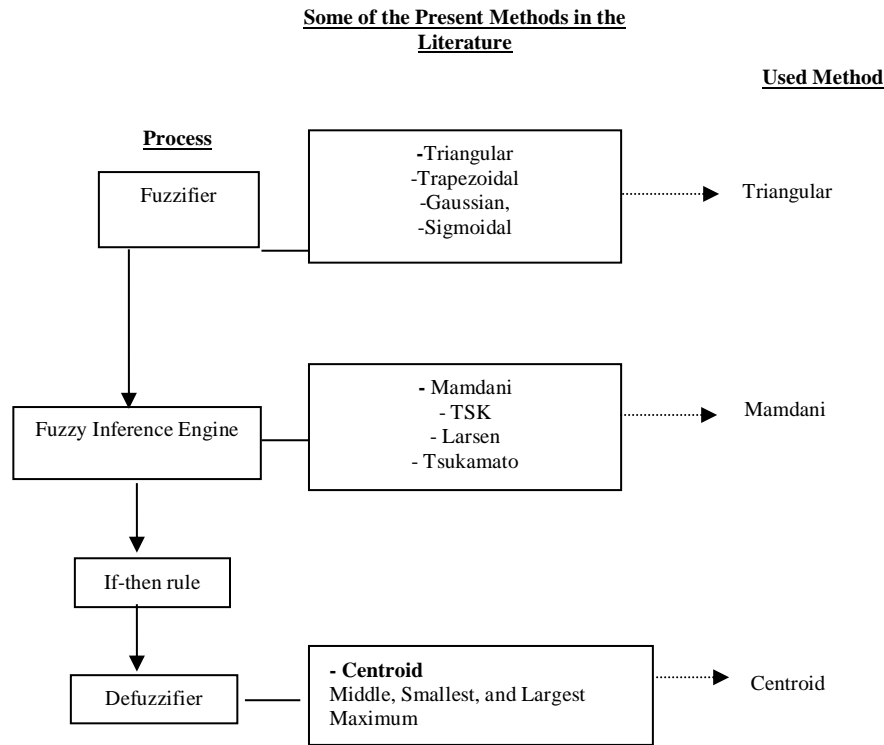 Some of the Present Methods in the
Literature
Used Method
Process
Fuzzifier
-Triangular
-Trapezoidal
-Gaussian,
-Sigmoidal
Triangular
Fuzzy Inference Engine
- Mamdani
- TSK
- Larsen
- Tsukamato
Mamdani
If-then rule
Defuzzifier
- Centroid
Middle, Smallest, and Largest
Maximum
Centroid